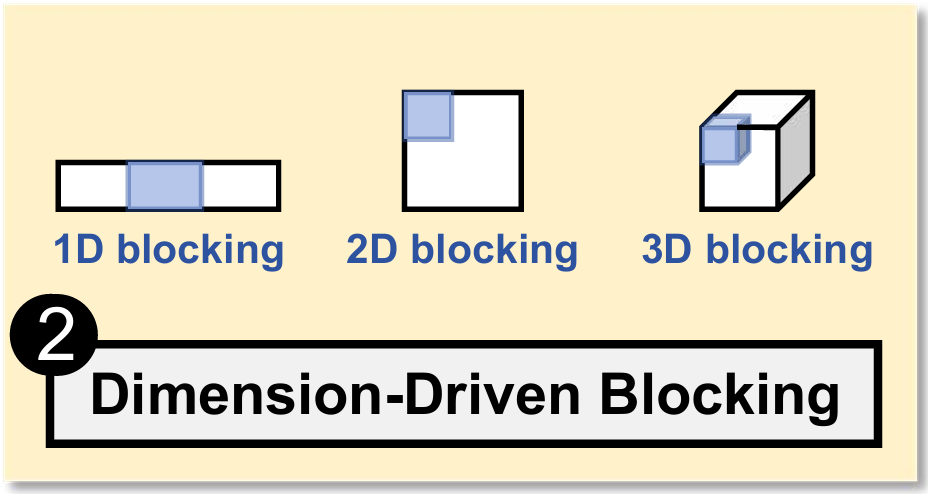 1D blocking
2D blocking
3D blocking
2
Dimension-Driven Blocking